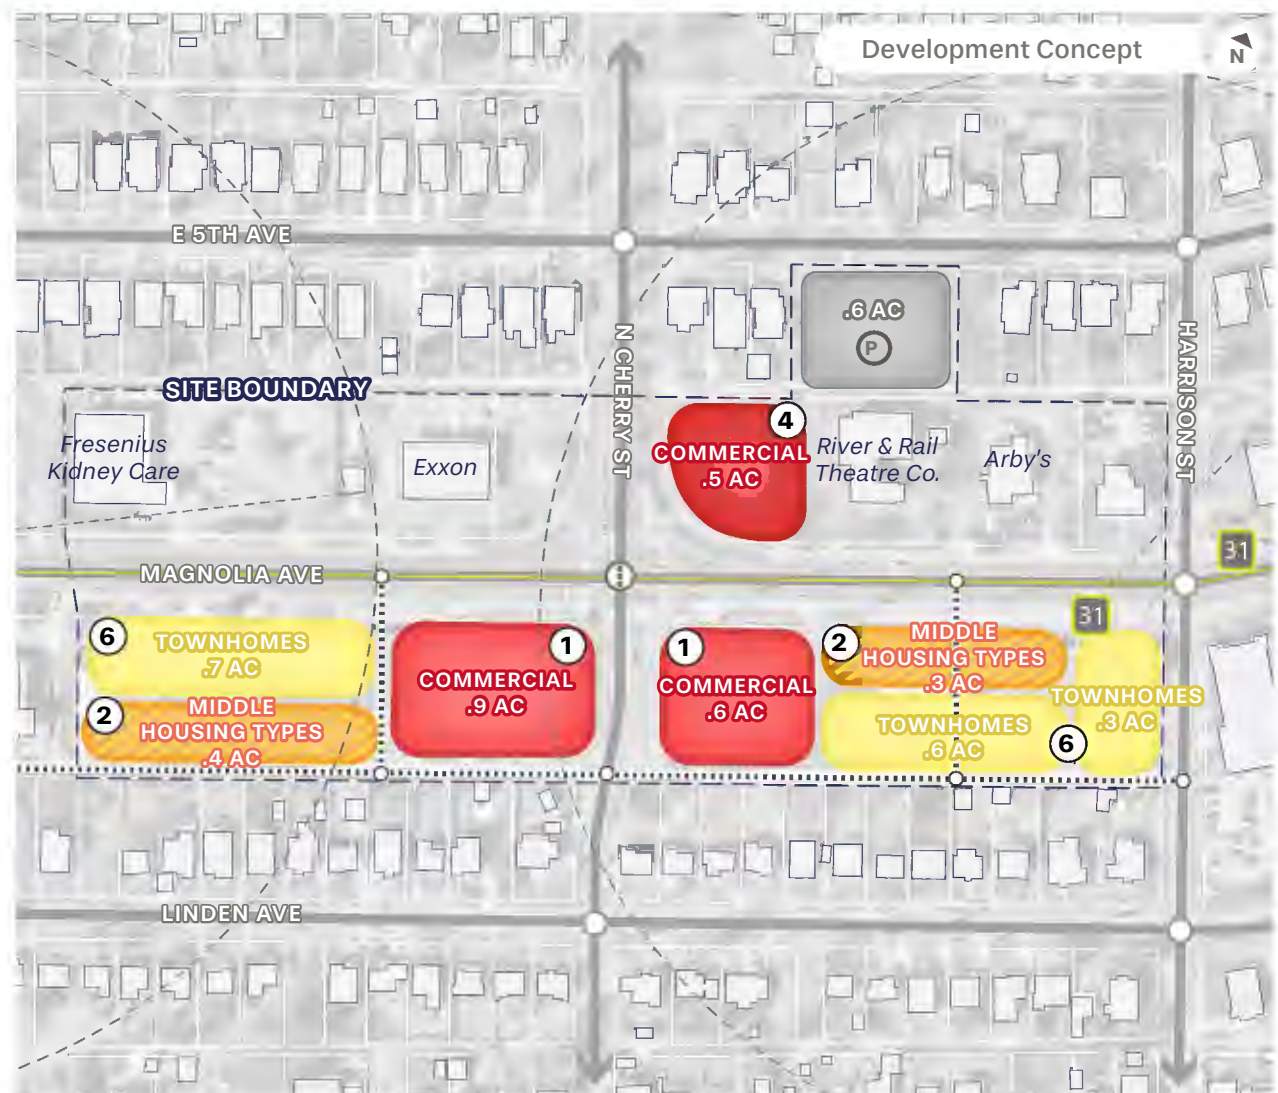 Development Concept
N
E 5TH AVE
.6 AC
P
N CHERRY ST
HARRISON ST
SITE BOUNDARY
4
COMMERCIAL
.5 AC
Fresenius
Kidney Care
Exxon
River & Rail
Theatre Co.
Arby's
31
MAGNOLIA AVE
31
6
TOWNHOMES
.7 AC
2
MIDDLE
HOUSING TYPES
.4 AC
1
COMMERCIAL
.9 AC
1
COMMERCIAL
.6 AC
2
MIDDLE
HOUSING TYPES
.3 AC
TOWNHOMES
.6 AC
6
TOWNHOMES
.3 AC
LINDEN AVE